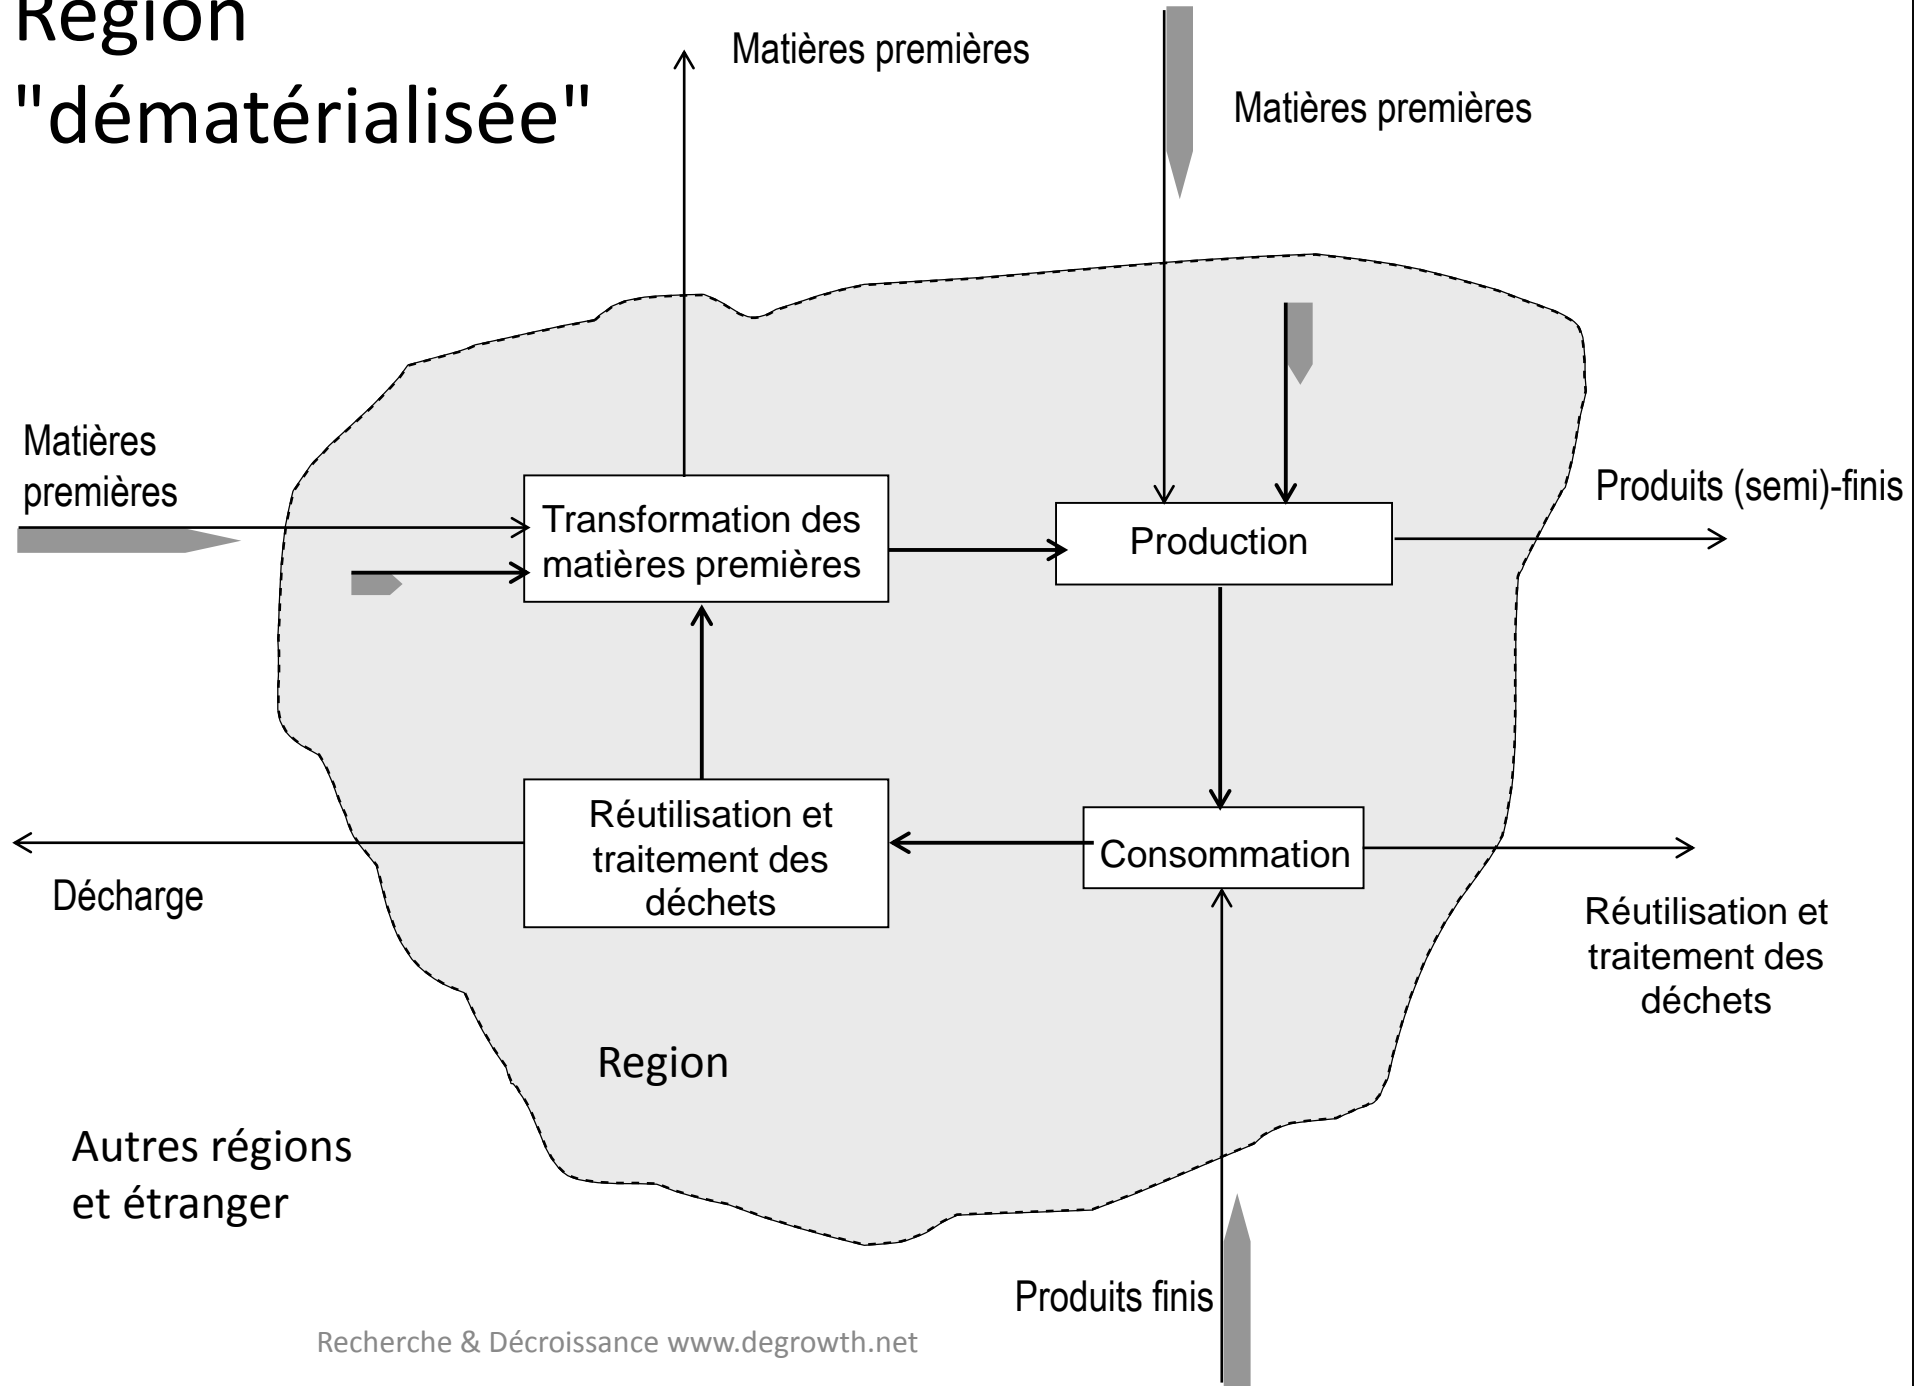 Region
"dématérialisée"
Matières premières
Matières premières
Matières
premières
Produits (semi)-finis
Transformation des
matières premières
Production
Réutilisation et
traitement des
déchets
Consommation
Décharge
Réutilisation et
traitement des
déchets
Region
Autres régions
et étranger
Produits finis
Recherche & Décroissance www.degrowth.net